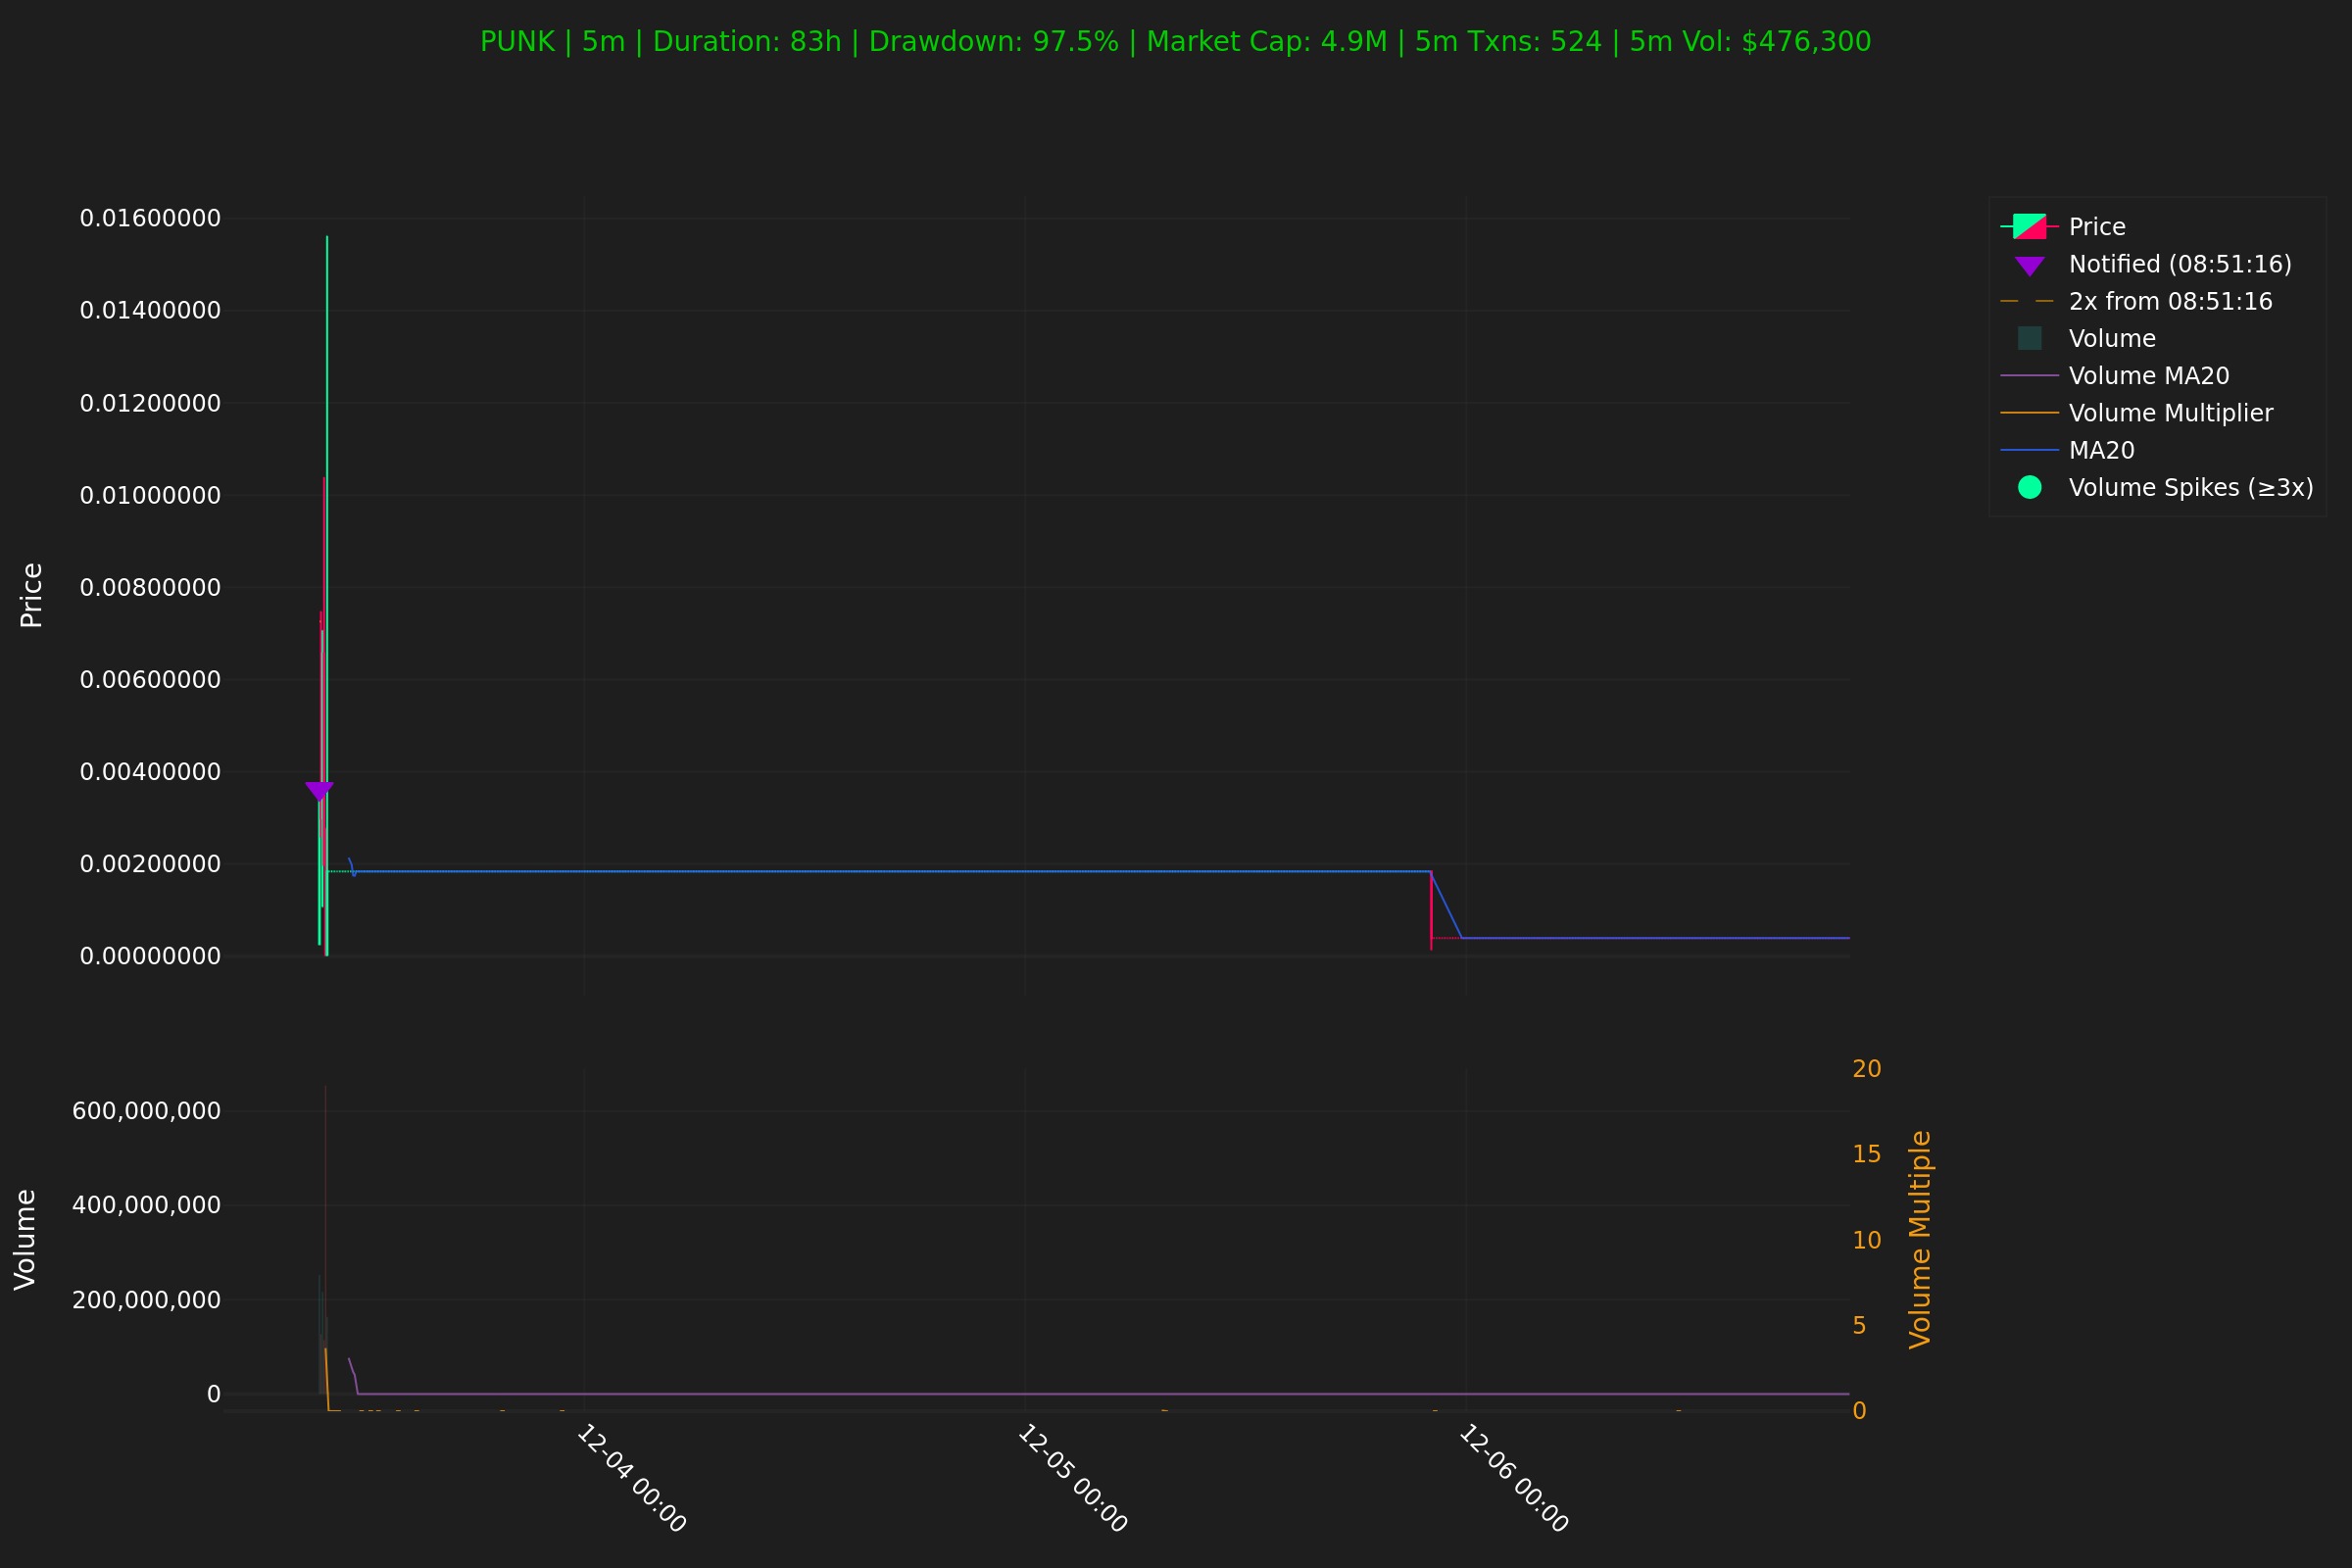 PUNK | 5m | Duration: 83h | Drawdown: 97.5% | Market Cap: 4.9M | 5m Txns: 524 | 5m Vol: $476,300
Price
0.01600000
0.01400000
0.01200000
0.01000000
0.00800000
0.00600000
0.00400000
0.00200000
0.00000000
Price
Notified (08:51:16)
2x from 08:51:16
Volume
Volume MA20
Volume Multiplier
MA20
Volume Spikes (≥3x)
Volume
600,000,000
400,000,000
200,000,000
0
20
15
10
5
0
Volume Multiple
12-04 00:00
12-05 00:00
12-06 00:00